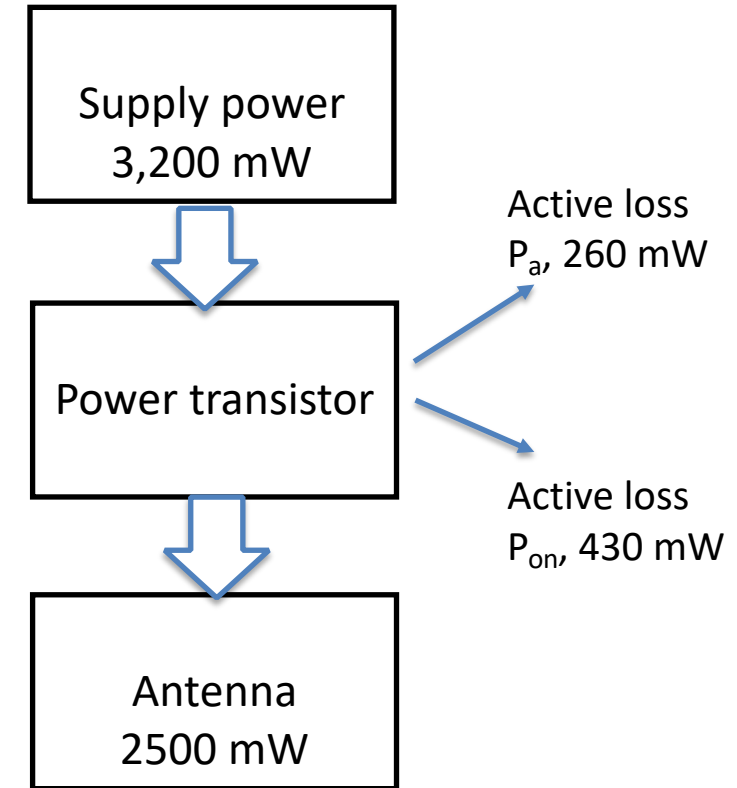 Supply power
3,200 mW
Active loss
Pa, 260 mW
Power transistor
Active loss
Pon, 430 mW
Antenna
2500 mW